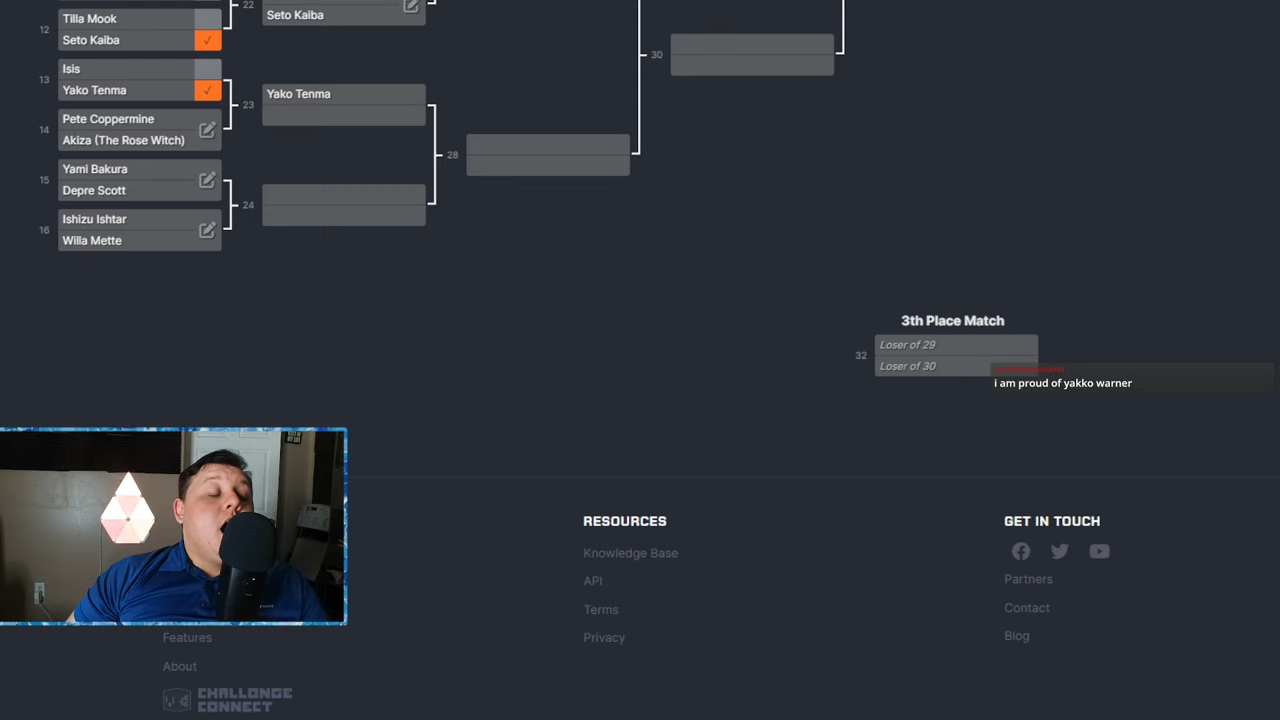 12
Tilla Mook
Seto Kaiba
22
Seto Kaiba
30
13
Isis
Yako Tenma
23
Yako Tenma
14
Pete Coppermine
Akiza (The Rose Witch)
28
15
Yami Bakura
Depre Scott
24
16
Ishizu Ishtar
Willa Mette
3th Place Match
32
Loser of 29
Loser of 30
i am proud of yakko warner
RESOURCES
GET IN TOUCH
Knowledge Base
API
Partners
Terms
Contact
Features
Privacy
Blog
About
CHALLONGE
CONNECT